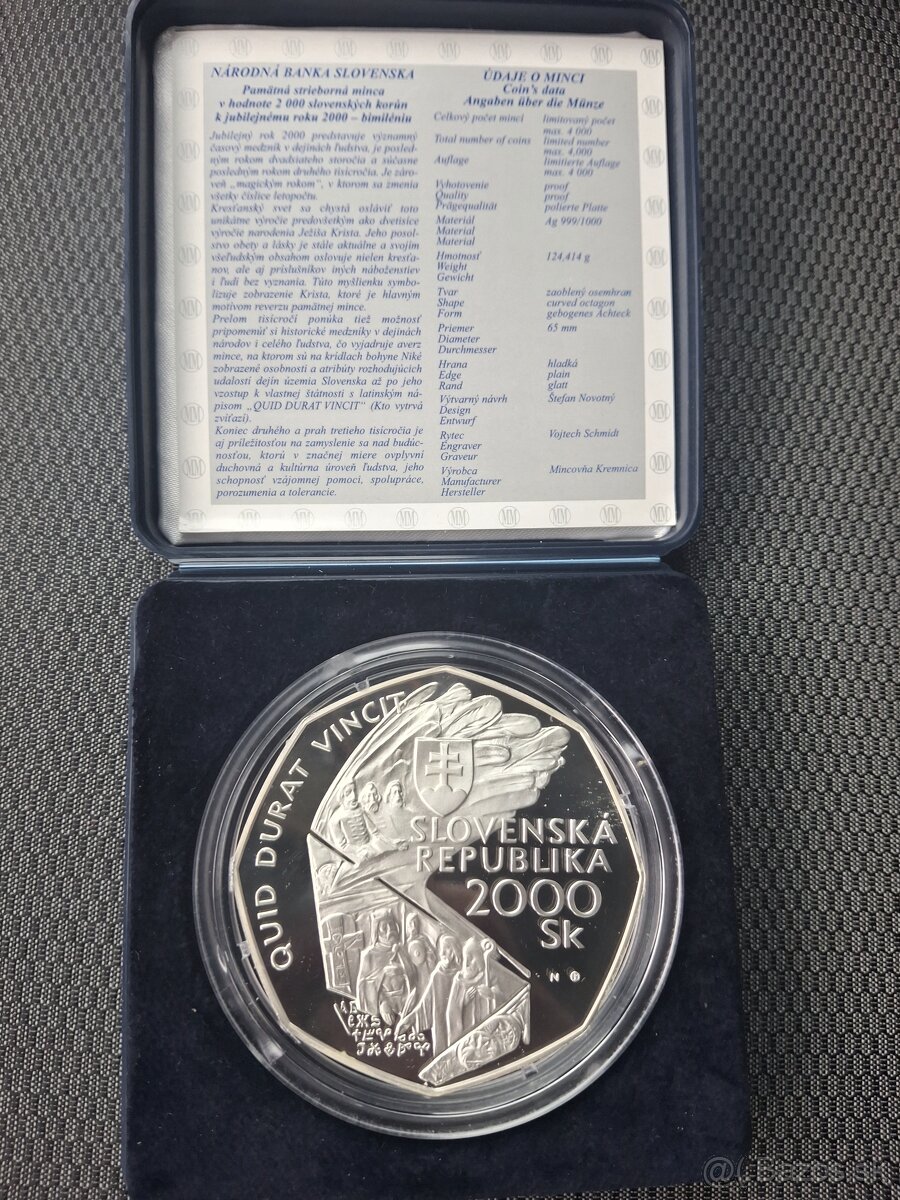 NÁRODNÁ BANKA SLOVENSKA
Pamätná strieborná minca
v hodnote 2 000 slovenských korún
k jubilejnému roku 2000 – bimiléniu
Jubilejný rok 2000 predstavuje významný
časový medzník v dejinách ľudstva, je posled-
ným rokom dvadsiateho storočia a súčasne
posledným rokom druhého tisícročia. Je záro-
veň „magickým rokom“, v ktorom sa zmenia
všetky číslice letopočtu.
Kresťanský svet sa chystá osláviť toto
unikátne výročie predovšetkým ako dvetisíce
výročie narodenia Ježiša Krista. Jeho posol-
stvo obety a lásky je stále aktuálne a svojim
všeľudským obsahom oslovuje nielen kresťa-
nov, ale aj príslušníkov iných náboženstiev
i ľudí bez vyznania. Túto myšlienku symbo-
lizuje zobrazenie Krista, ktoré je hlavným
motívom reverzu pamätnej mince.
Prelom tisícročí ponúka tiež možnosť
pripomenúť si historické medzníky v dejinách
národov i celého ľudstva, čo vyjadruje averz
mince, na ktorom sú na krídlach bohyne Niké
zobrazené osobnosti a atribúty rozhodujúcich
udalostí dejín územia Slovenska až po jeho
vzostup k vlastnej štátnosti s latinským ná-
pisom „QUID DURAT VINCIT“ (Kto vytrvá
zvíťazí).
Koniec druhého a prah tretieho tisícročia je
aj príležitosťou na zamyslenie sa nad budúc-
nosťou, ktorú v značnej miere ovplyvní
duchovná a kultúrna úroveň ľudstva, jeho
schopnosť vzájomnej pomoci, spolupráce,
porozumenia a tolerancie.
ÚDAJE O MINCI
Coin's data
Angaben über die Münze
Celkový počet mincí limitovaný počet
max. 4 000
Total number of coins limited number
max. 4,000
Auflage limitierte Auflage
max. 4 000
Vyhotovenie proof
Quality proof
Prägequalität polierte Platte
Materiál Ag 999/1000
Material
Material
Hmotnosť 124,414 g
Weight
Gewicht
Tvar zaoblený osemhran
Shape curved octagon
Form gebogenes Achteck
Priemer 65 mm
Diameter
Durchmesser
Hrana hladká
Edge plain
Rand glatt
Výtvarný návrh Štefan Novotný
Design
Entwurf
Rytec Vojtech Schmidt
Engraver
Graveur
Výrobca Mincovňa Kremnica
Manufacturer
Hersteller
QUID DURAT VINCIT
SLOVENSKÁ
REPUBLIKA
2000
Sk
N
Bazos.sk